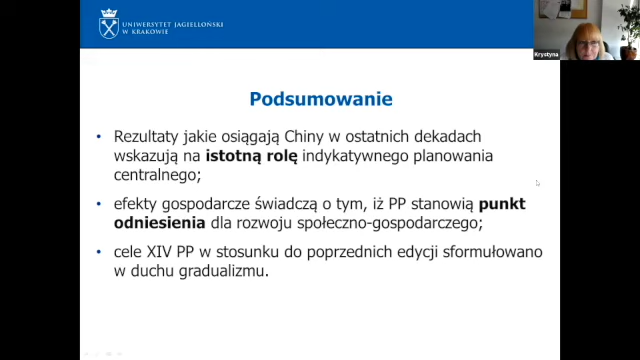 UNIWERSYTET JAGIELLOŃSKI
W KRAKOWIE
Krystyna
Podsumowanie
• Rezultaty jakie osiągają Chiny w ostatnich dekadach
wskazują na istotną rolę indykatywnego planowania
centralnego;
• efekty gospodarcze świadczą o tym, iż PP stanowią punkt
odniesienia dla rozwoju społeczno-gospodarczego;
• cele XIV PP w stosunku do poprzednich edycji sformułowano
w duchu gradualizmu.